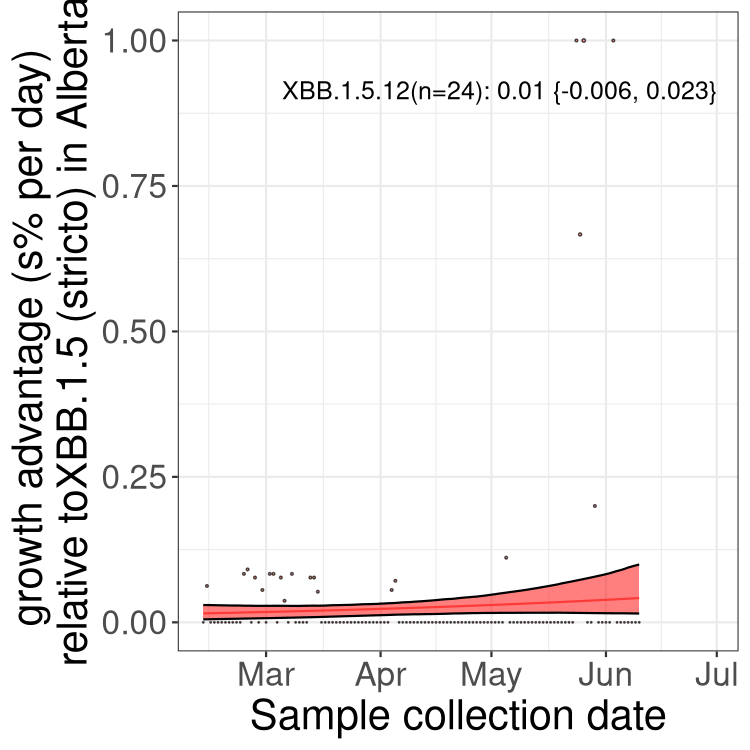 growth advantage (s% per day)
relative toXBB.1.5 (stricto) in Alberta
1.00
0.75
0.50
0.25
0.00
XBB.1.5.12(n=24): 0.01 {-0.006, 0.023}
Mar Apr May Jun Jul
Sample collection date